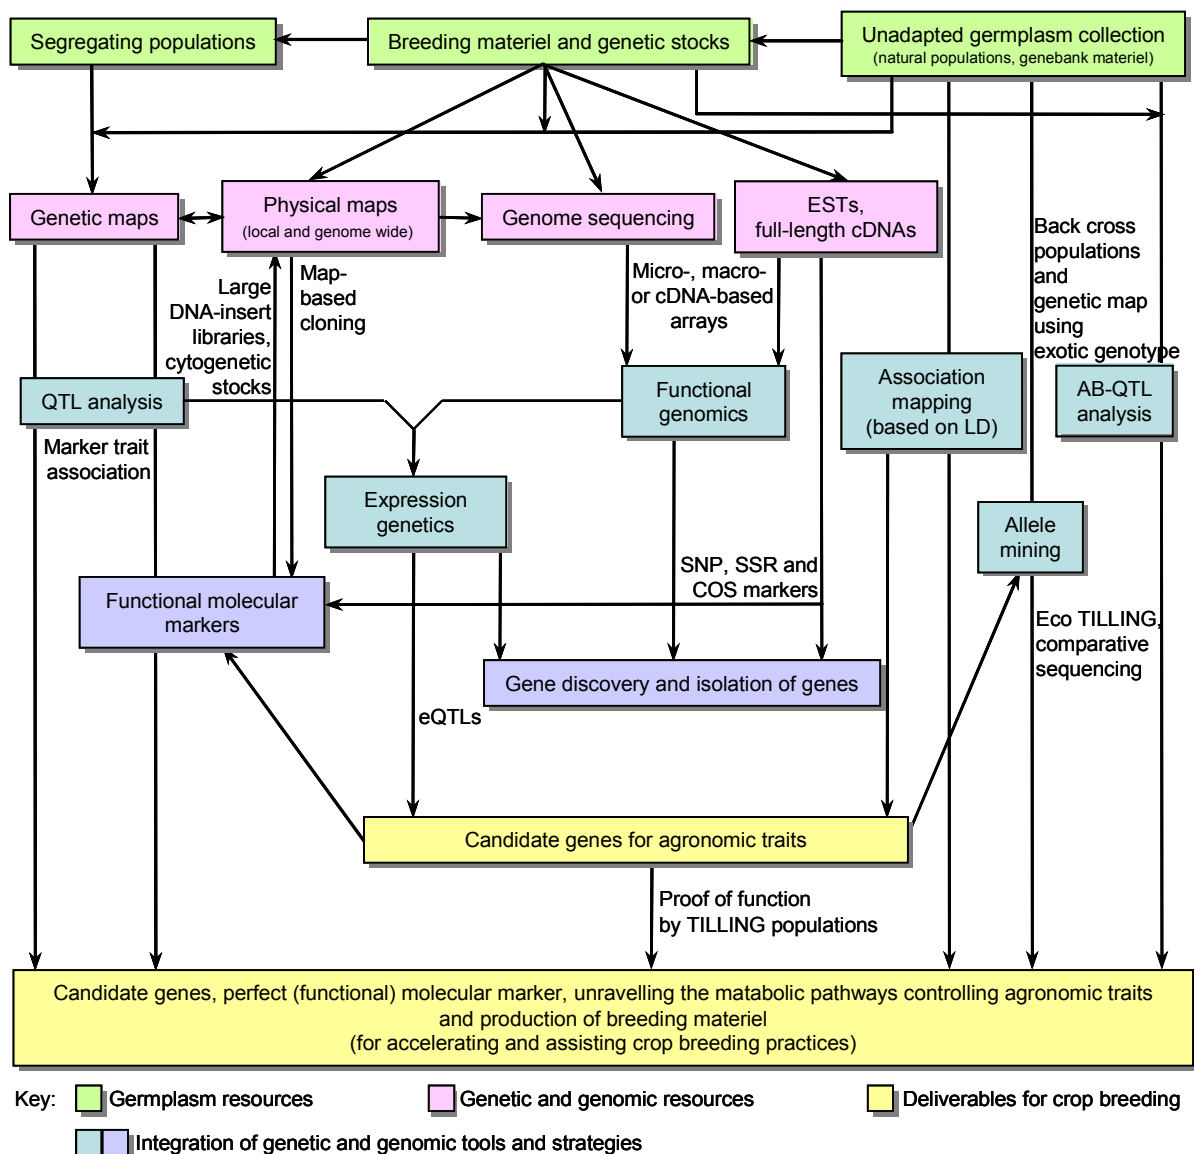 Segregating populations
Breeding materiel and genetic stocks
Unadapted germplasm collection
(natural populations, genebank materiel)
Genetic maps
Physical maps
(local and genome wide)
Genome sequencing
ESTs,
full-length cDNAs
Back cross
populations
and
genetic map
using
exotic genotype
Large
DNA-insert
libraries,
cytogenetic
stocks
Map-
based
cloning
Micro-, macro-
or cDNA-based
arrays
QTL analysis
Functional
genomics
Association
mapping
(based on LD)
AB-QTL
analysis
Marker trait
association
Expression
genetics
Allele
mining
SNP, SSR and
COS markers
Functional molecular
markers
Eco TILLING,
comparative
sequencing
Gene discovery and isolation of genes
eQTLs
Candidate genes for agronomic traits
Proof of function
by TILLING populations
Candidate genes, perfect (functional) molecular marker, unravelling the matabolic pathways controlling agronomic traits
and production of breeding materiel
(for accelerating and assisting crop breeding practices)
Key:
Germplasm resources
Genetic and genomic resources
Deliverables for crop breeding
Integration of genetic and genomic tools and strategies